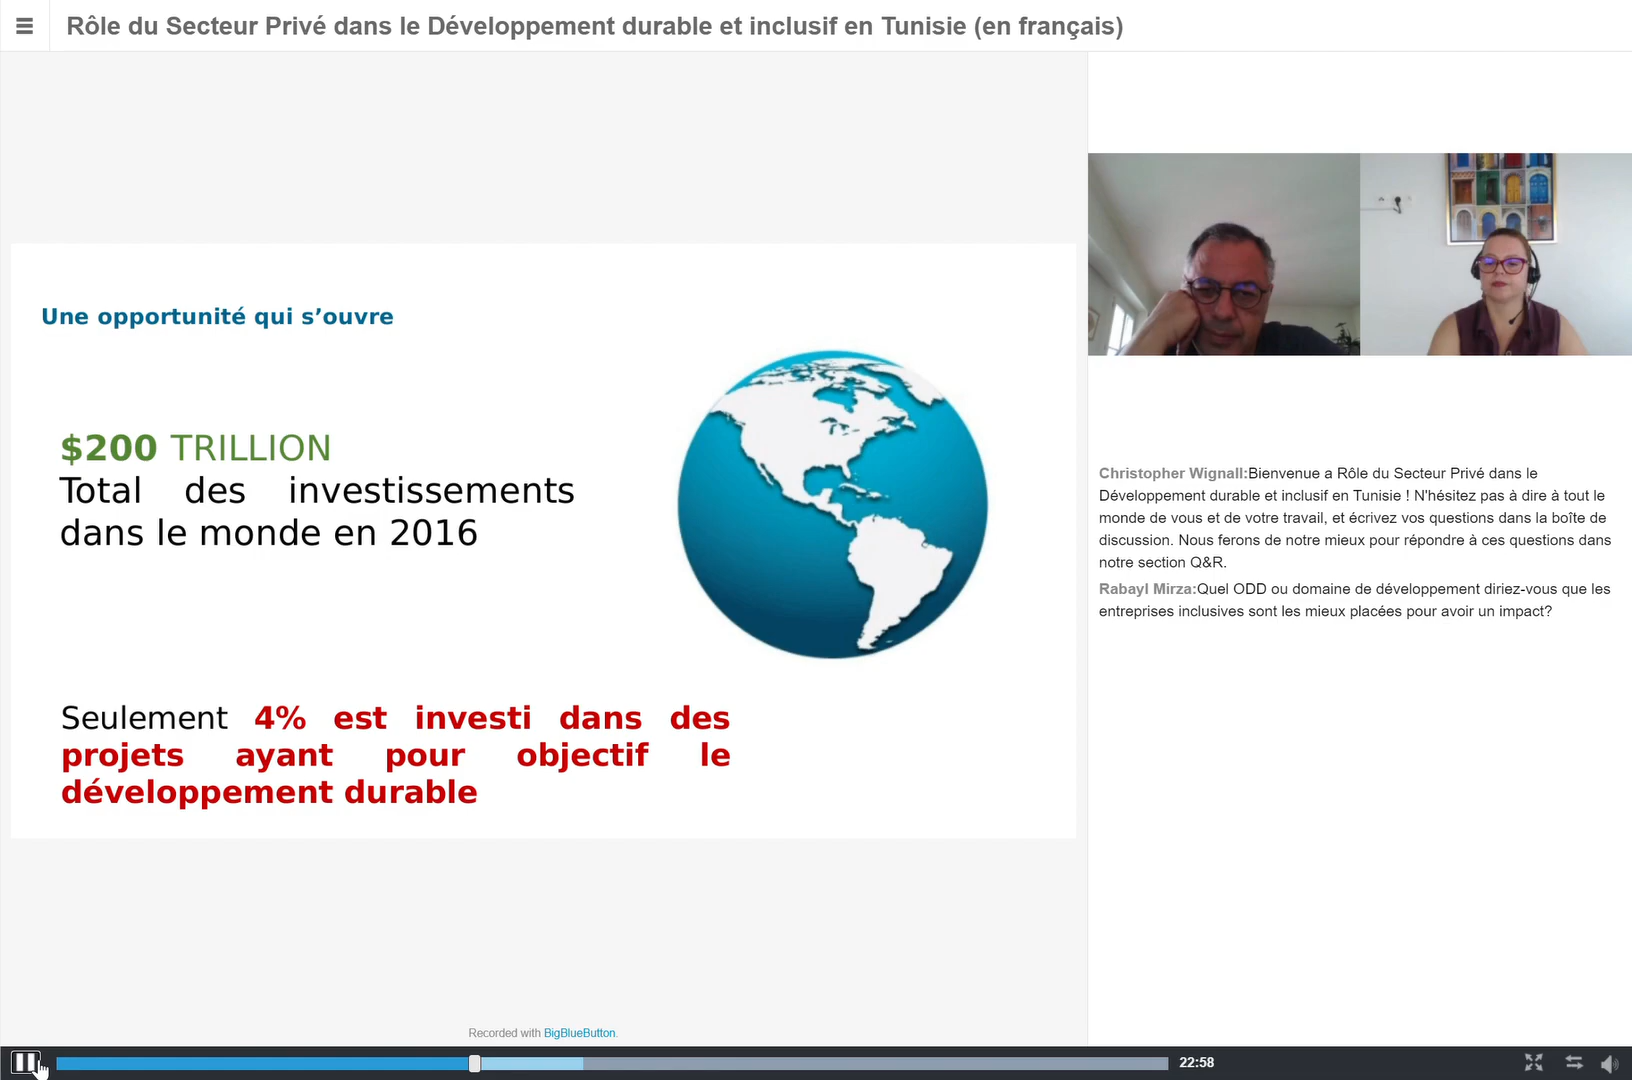 Rôle du Secteur Privé dans le Développement durable et inclusif en Tunisie (en français)
Une opportunité qui s’ouvre
$200 TRILLION
Total des investissements
dans le monde en 2016
Seulement 4% est investi dans des
projets ayant pour objectif le
développement durable
Christopher Wignall:Bienvenue a Rôle du Secteur Privé dans le
Développement durable et inclusif en Tunisie ! N'hésitez pas à dire à tout le
monde de vous et de votre travail, et écrivez vos questions dans la boîte de
discussion. Nous ferons de notre mieux pour répondre à ces questions dans
notre section Q&R.
Rabayl Mirza:Quel ODD ou domaine de développement diriez-vous que les
entreprises inclusives sont les mieux placées pour avoir un impact?
Recorded with BigBlueButton.
22:58